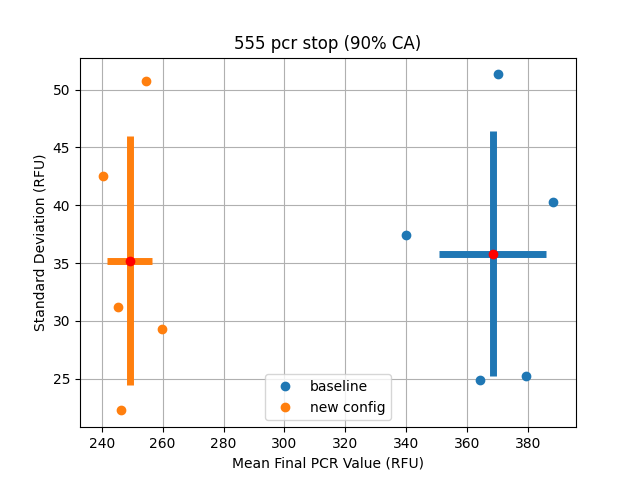 555 pcr stop (90% CA)
Standard Deviation (RFU)
50
45
40
35
30
25
baseline
new config
240 260 280 300 320 340 360 380
Mean Final PCR Value (RFU)